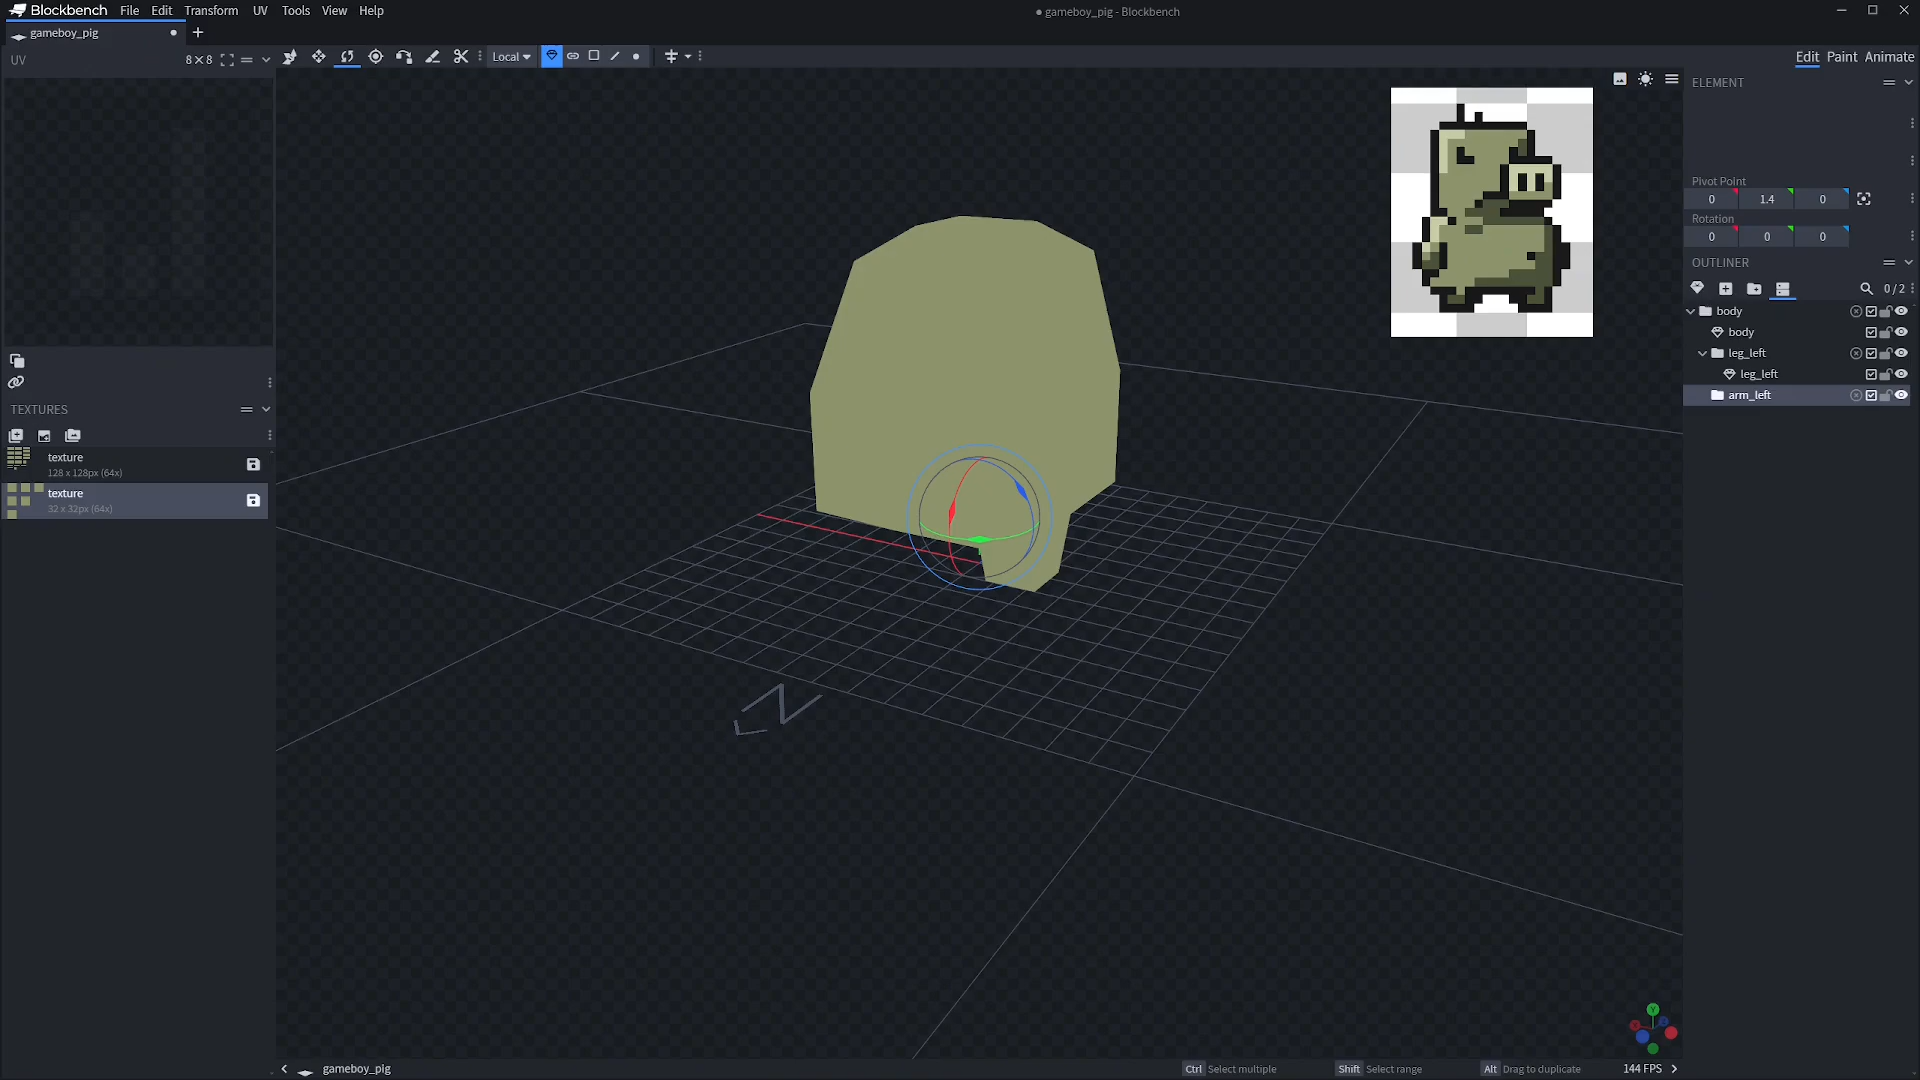 Blockbench File Edit Transform UV Tools View Help
gameboy_pig - Blockbench
gameboy_pig
UV
8×8
Local
Edit Paint Animate
ELEMENT
Pivot Point
0 1.4 0
Rotation
0 0 0
OUTLINER
0 / 2
body
body
leg_left
leg_left
arm_left
TEXTURES
texture
128 x 128px (64x)
texture
32 x 32px (64x)
N
Y
gameboy_pig
Ctrl Select multiple
Shift Select range
Alt Drag to duplicate
144 FPS